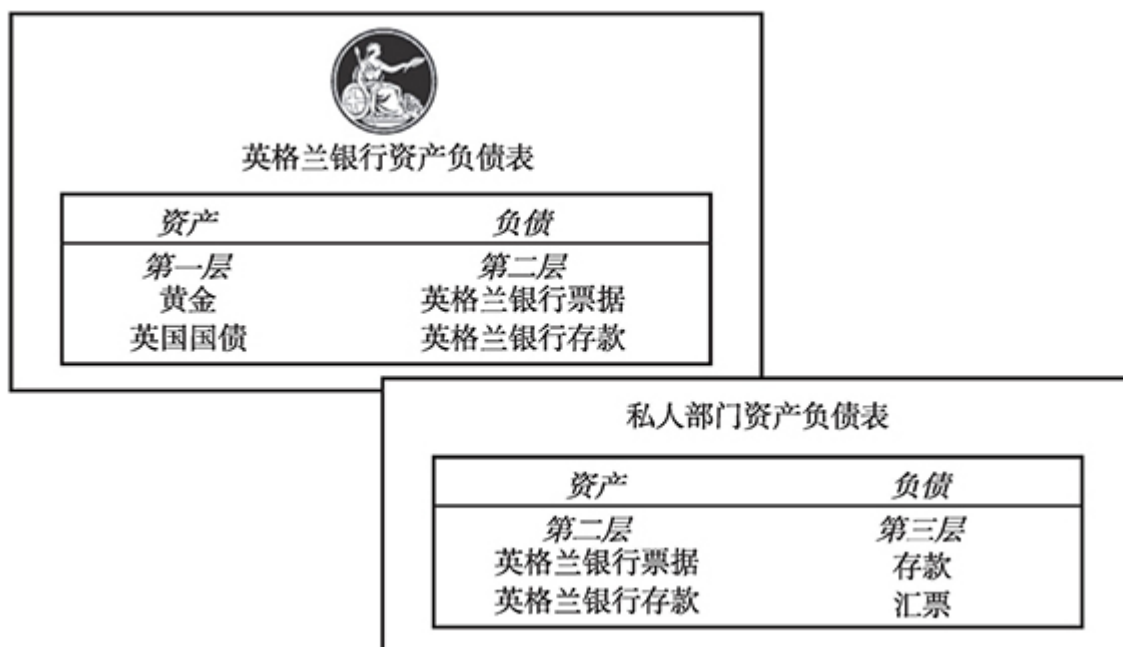 英格兰银行资产负债表
资产 负债
第一层 第二层
黄金 英格兰银行票据
英国国债 英格兰银行存款
私人部门资产负债表
资产 负债
第二层 第三层
英格兰银行票据 存款
英格兰银行存款 汇票